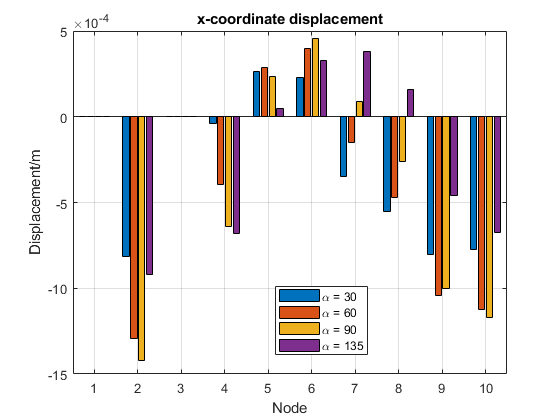 x-coordinate displacement
×10⁻⁴
5
0
-5
-10
-15
Displacement/m
α = 30
α = 60
α = 90
α = 135
1 2 3 4 5 6 7 8 9 10
Node